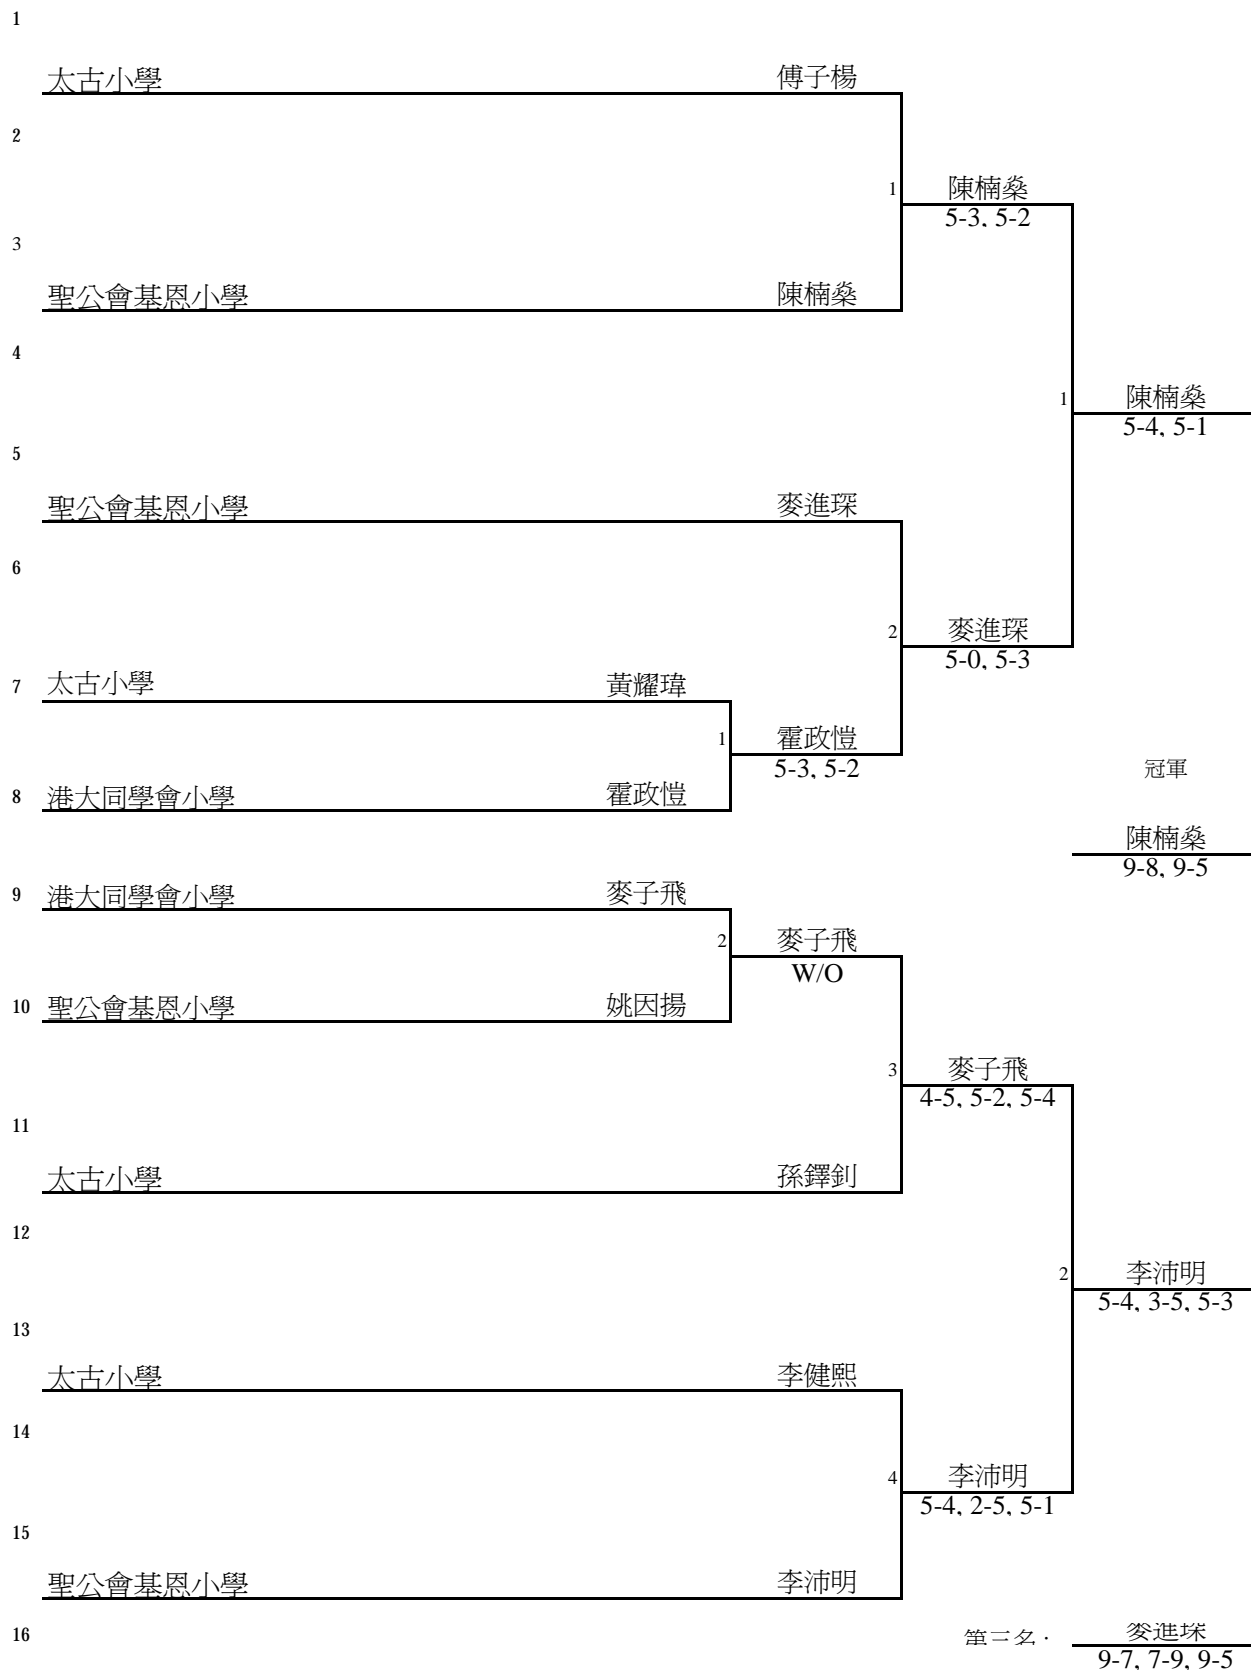 1
太古小學 傅子楊
2
1 陳楠燊
5-3, 5-2
3
聖公會基恩小學 陳楠燊
4
1 陳楠燊
5-4, 5-1
5
聖公會基恩小學 麥進琛
6
2 麥進琛
5-0, 5-3
7 太古小學 黃耀瑋
1 霍政愷
5-3, 5-2
冠軍
8 港大同學會小學 霍政愷
陳楠燊
9-8, 9-5
9 港大同學會小學 麥子飛
2 麥子飛
W/O
10 聖公會基恩小學 姚因揚
3 麥子飛
4-5, 5-2, 5-4
11
太古小學 孫鐸釗
12
2 李沛明
5-4, 3-5, 5-3
13
太古小學 李健熙
14
4 李沛明
5-4, 2-5, 5-1
15
聖公會基恩小學 李沛明
16 第三名: 麥進琛
9-7, 7-9, 9-5